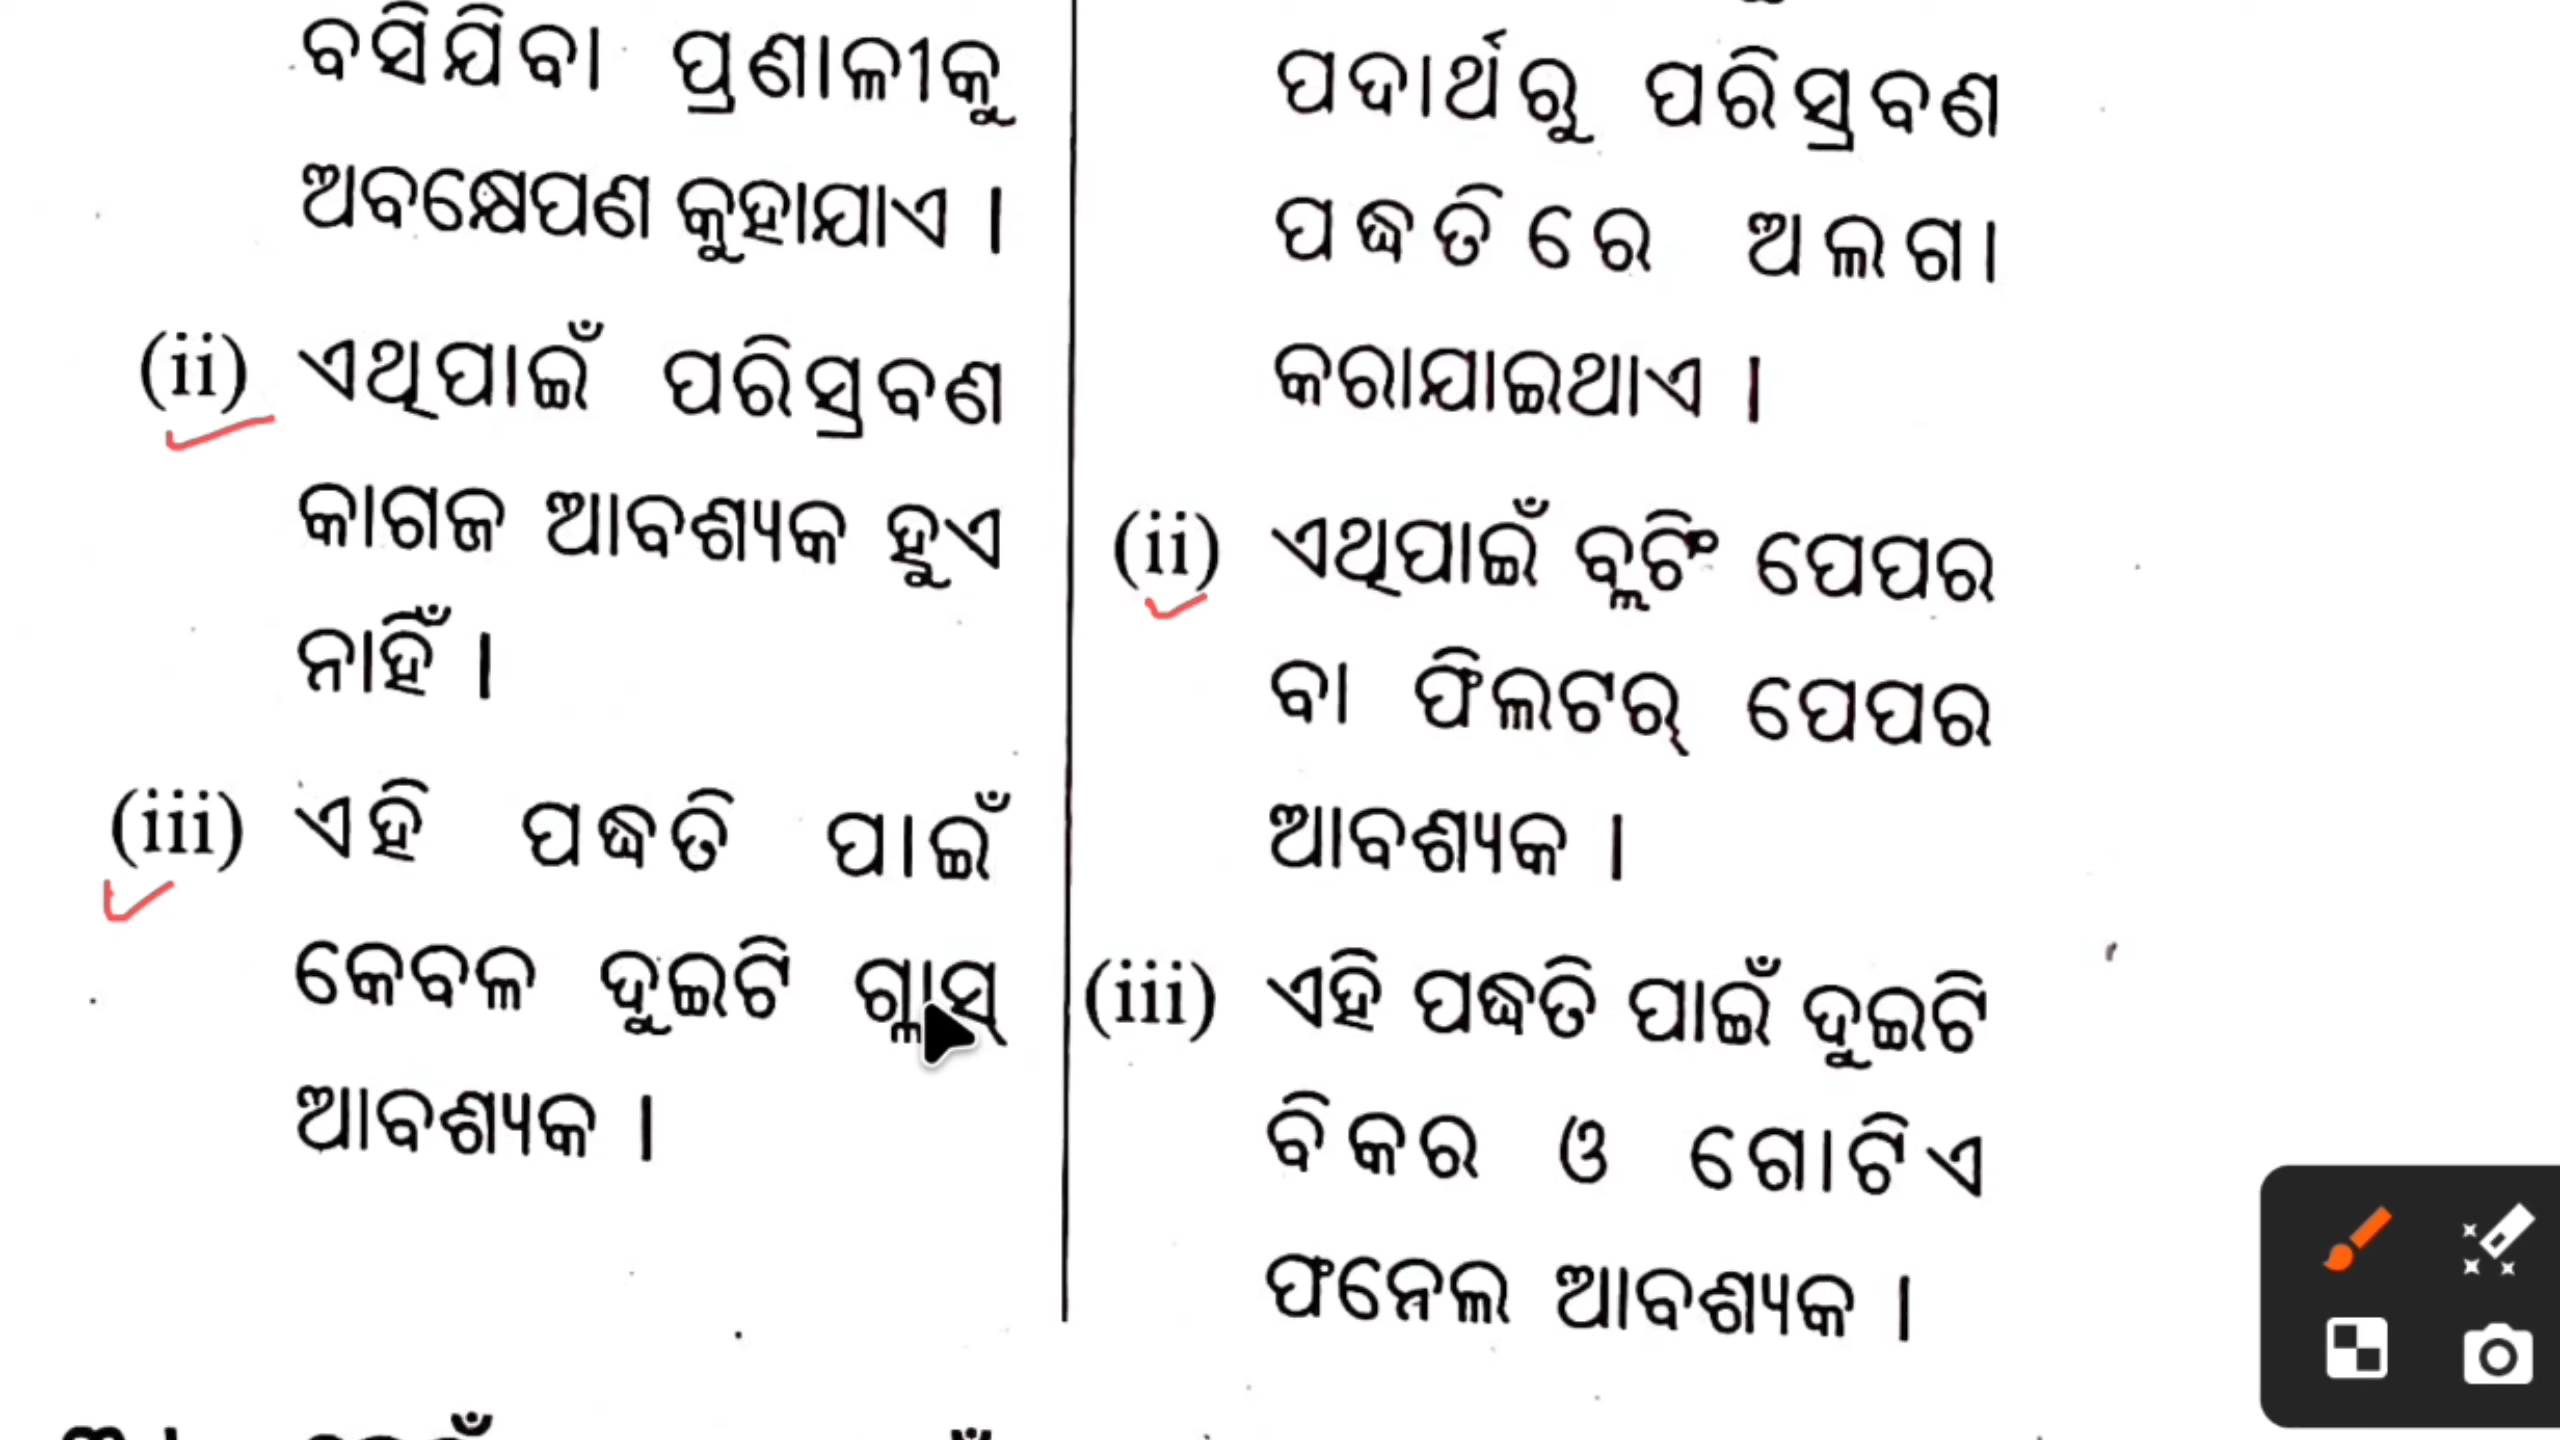 ବସିଯିବା ପ୍ରଣାଳୀକୁ
ଅବକ୍ଷେପଣ କୁହାଯାଏ ।
(ii) ଏଥିପାଇଁ ପରିସ୍ରବଣ
କାଗଜ ଆବଶ୍ୟକ ହୁଏ
ନାହିଁ ।
(iii) ଏହି ପଦ୍ଧତି ପାଇଁ
କେବଳ ଦୁଇଟି ଗ୍ଳାସ୍
ଆବଶ୍ୟକ ।
ପଦାର୍ଥରୁ ପରିସ୍ରବଣ
ପଦ୍ଧତିରେ ଅଲଗା
କରାଯାଇଥାଏ ।
(ii) ଏଥିପାଇଁ ବ୍ଲଟିଂ ପେପର
ବା ଫିଲଟର୍ ପେପର
ଆବଶ୍ୟକ ।
(iii) ଏହି ପଦ୍ଧତି ପାଇଁ ଦୁଇଟି
ବିକର ଓ ଗୋଟିଏ
ଫନେଲ ଆବଶ୍ୟକ ।